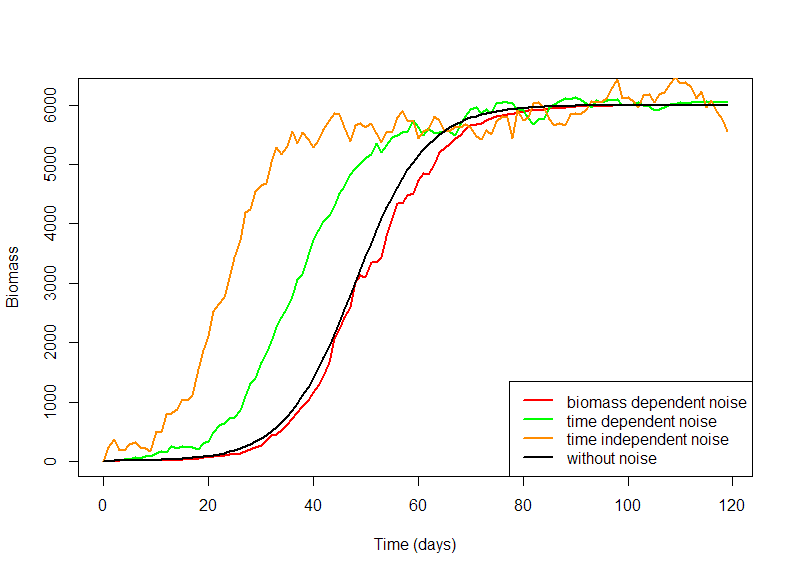 6000
5000
4000
3000
2000
1000
0
Biomass
biomass dependent noise
time dependent noise
time independent noise
without noise
0 20 40 60 80 100 120
Time (days)